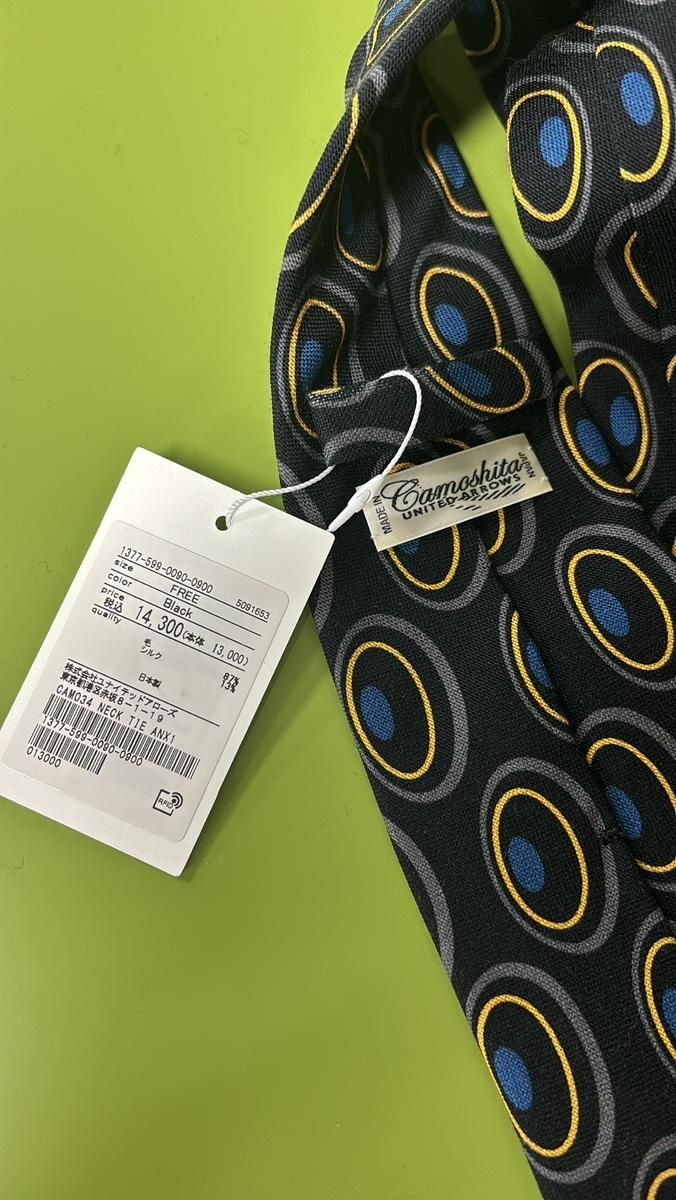 1377-599-0090-0900
size FREE 5091653
color Black
price
税込 14,300(本体 13,000)
quality
毛 87%
シルク 13%
日本製
株式会社ユナイテッドアローズ
東京都港区赤坂8-1-19
CAM034 NECK TIE ANX1
1377-599-0090-0900
013000
RFID
MADE IN
Camoshita
UNITED ARROWS
JAPAN